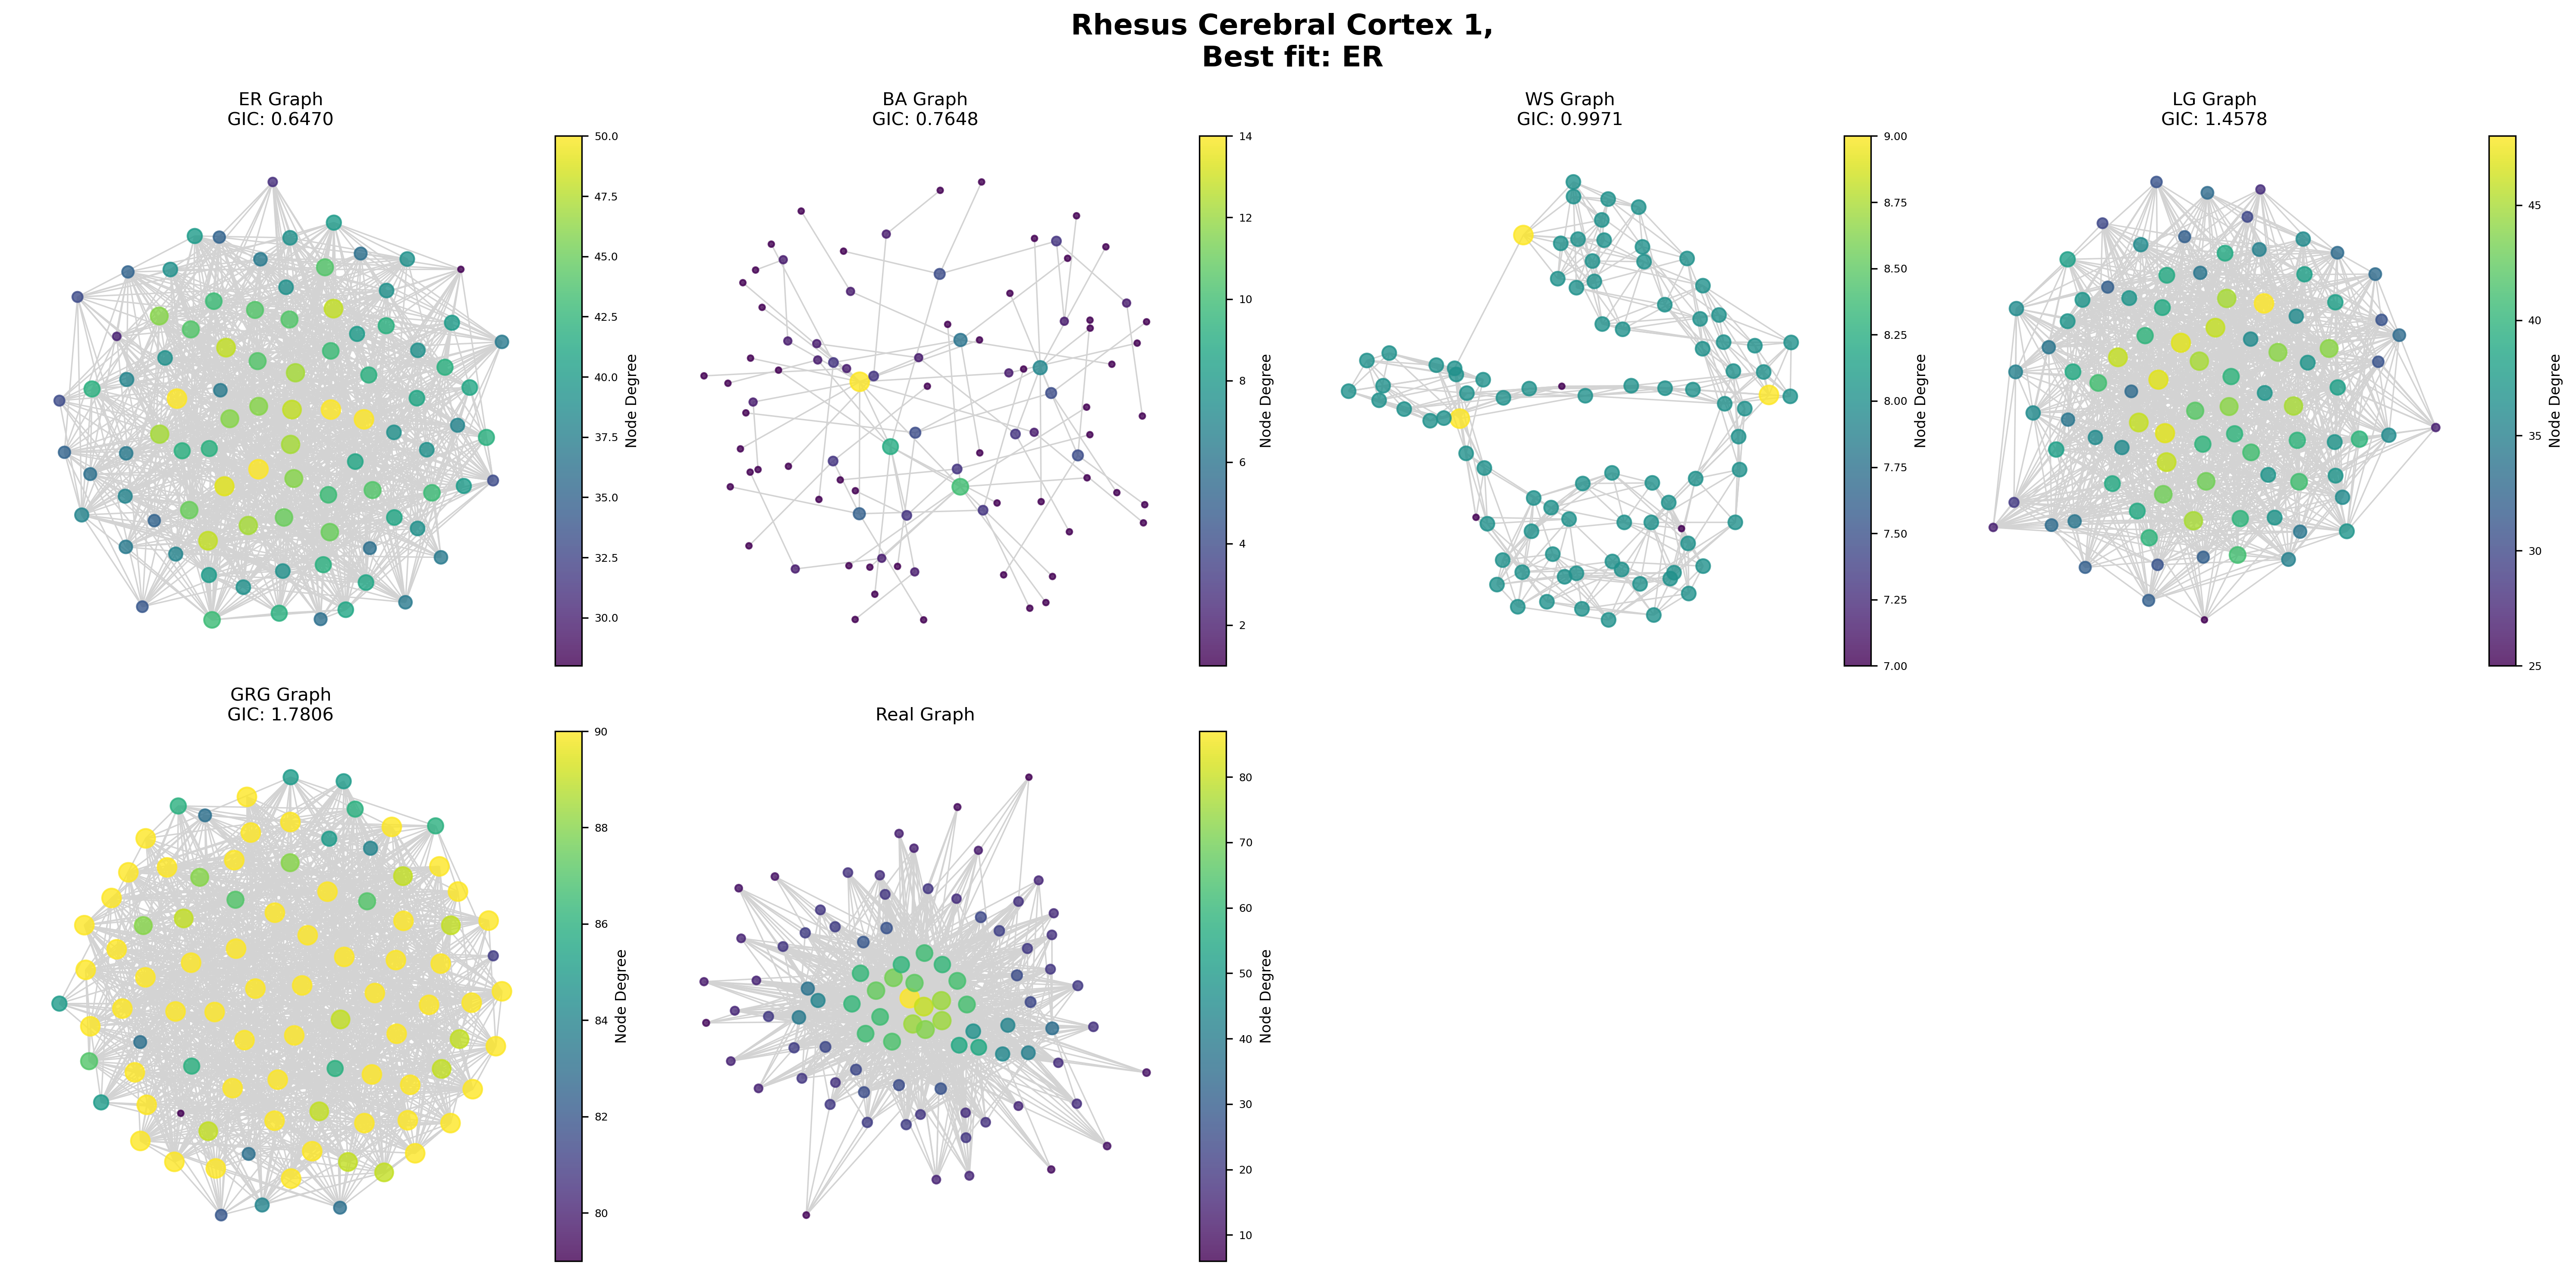 Rhesus Cerebral Cortex 1,
Best fit: ER
ER Graph
GIC: 0.6470
50.0
47.5
45.0
42.5
40.0
37.5
35.0
32.5
30.0
Node Degree
BA Graph
GIC: 0.7648
14
12
10
8
6
4
2
Node Degree
WS Graph
GIC: 0.9971
9.00
8.75
8.50
8.25
8.00
7.75
7.50
7.25
7.00
Node Degree
LG Graph
GIC: 1.4578
45
40
35
30
25
Node Degree
GRG Graph
GIC: 1.7806
90
88
86
84
82
80
Node Degree
Real Graph
80
70
60
50
40
30
20
10
Node Degree